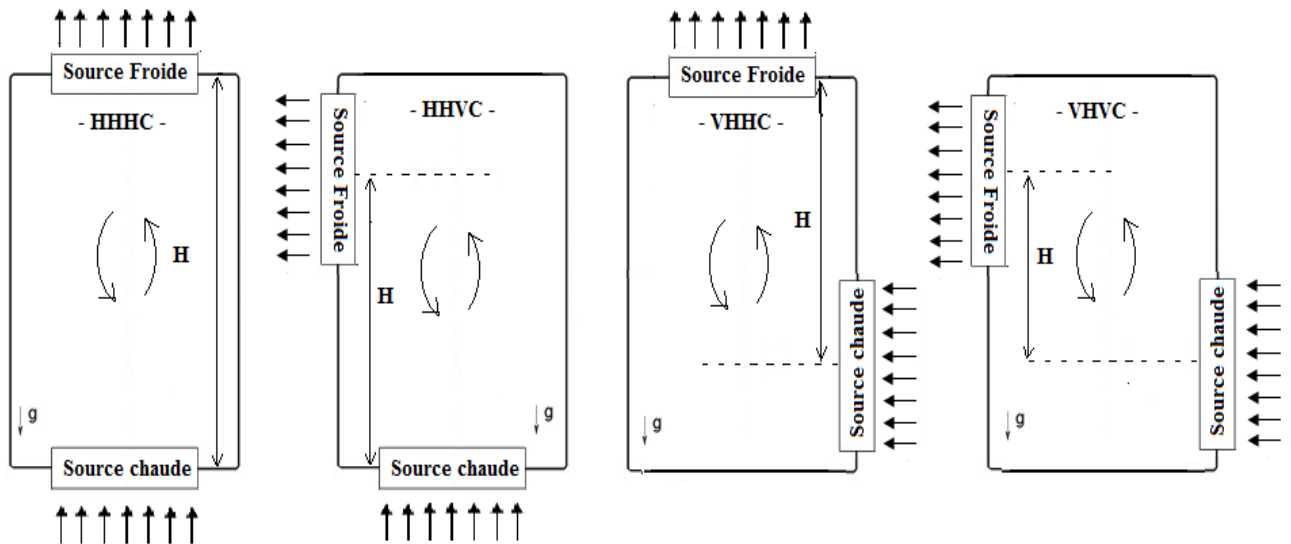 Source Froide
- HHHC -
H
g
Source chaude
Source Froide
- HHVC -
H
g
Source chaude
Source Froide
- VHHC -
H
Source chaude
g
Source Froide
- VHVC -
H
Source chaude
g